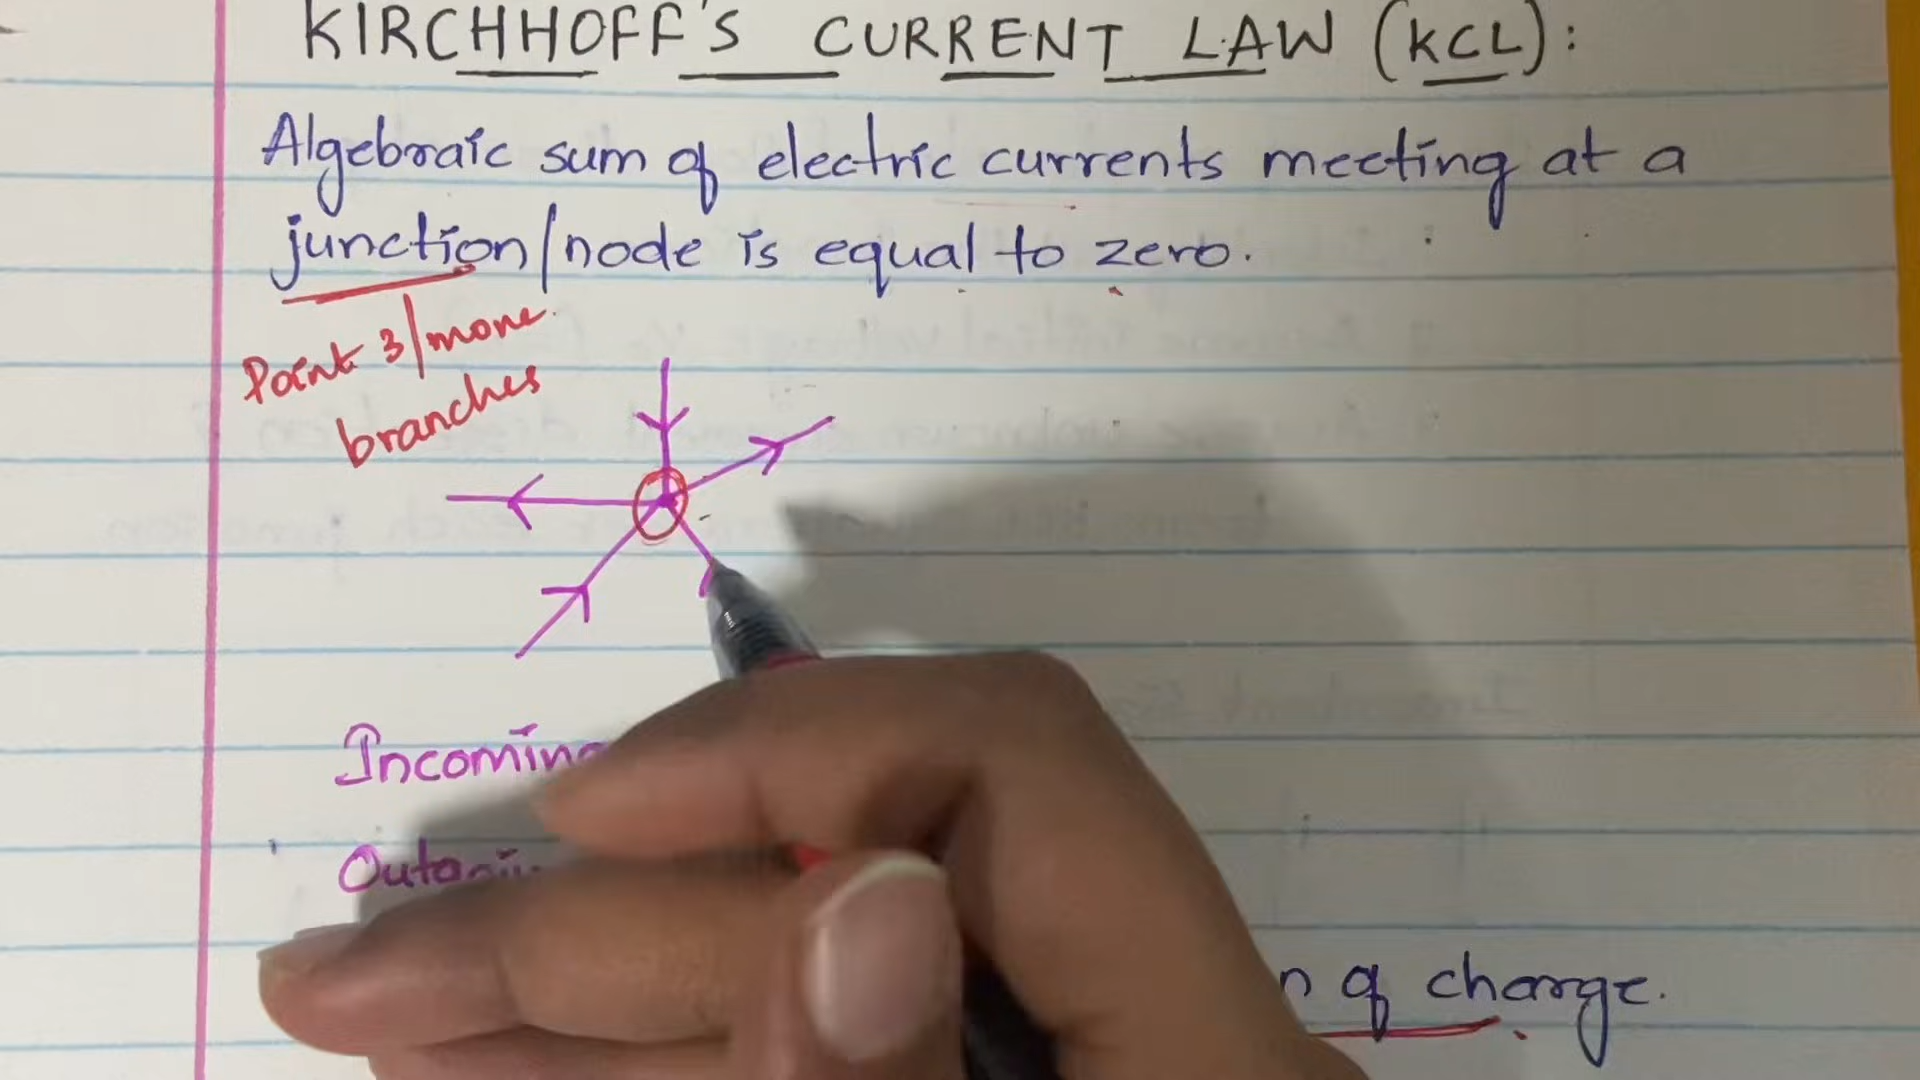 KIRCHHOFF'S CURRENT LAW (KCL):
Algebraic sum of electric currents meeting at a
junction/node is equal to zero.
Point 3/more
branches
Incoming
of charge.